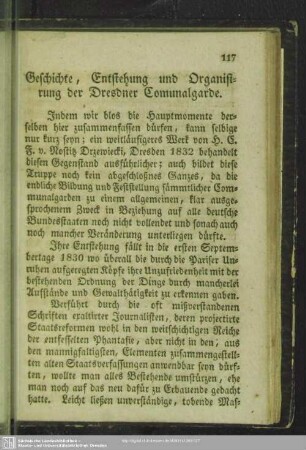 117
Geschichte, Entstehung und Organisi-
rung der Dresdner Comunalgarde.
Indem wir blos die Hauptmomente der-
selben hier zusammenfassen dürfen, kann selbige
nur kurz seyn; ein weitläufigeres Werk von H. C.
F. v. Nostitz Drzewiecki, Dresden 1832 behandelt
diesen Gegenstand ausführlicher; auch bildet diese
Truppe noch kein abgeschloßnes Ganzes, da die
endliche Bildung und Feststellung sämmtlicher Com-
munalgarden zu einem allgemeinen, klar ausge-
sprochenem Zweck in Beziehung auf alle deutsche
Bundesstaaten noch nicht vollendet und sonach auch
noch mancher Veränderung unterliegen dürfte.
Ihre Entstehung fällt in die ersten Septem-
bertage 1830 wo überall die durch die Pariser Un-
ruhen aufgeregten Köpfe ihre Unzufriedenheit mit der
bestehenden Ordnung der Dinge durch mancherlei
Aufstände und Gewaltthätigkeit zu erkennen gaben.
Verführt durch die oft mißverstandenen
Schriften exaltirter Journalisten, deren projectirte
Staatsreformen wohl in den weitschichtigen Reiche
der entfesselten Phantasie, aber nicht in den, aus
den mannigfaltigsten, Elementen zusammengestell-
ten alten Staatsverfassungen anwendbar seyn dürf-
ten, wollte man alles Bestehende umstürzen, ehe
man noch auf das neu dafür zu Erbauende gedacht
hatte. Leicht ließen unverständige, tobende Maß